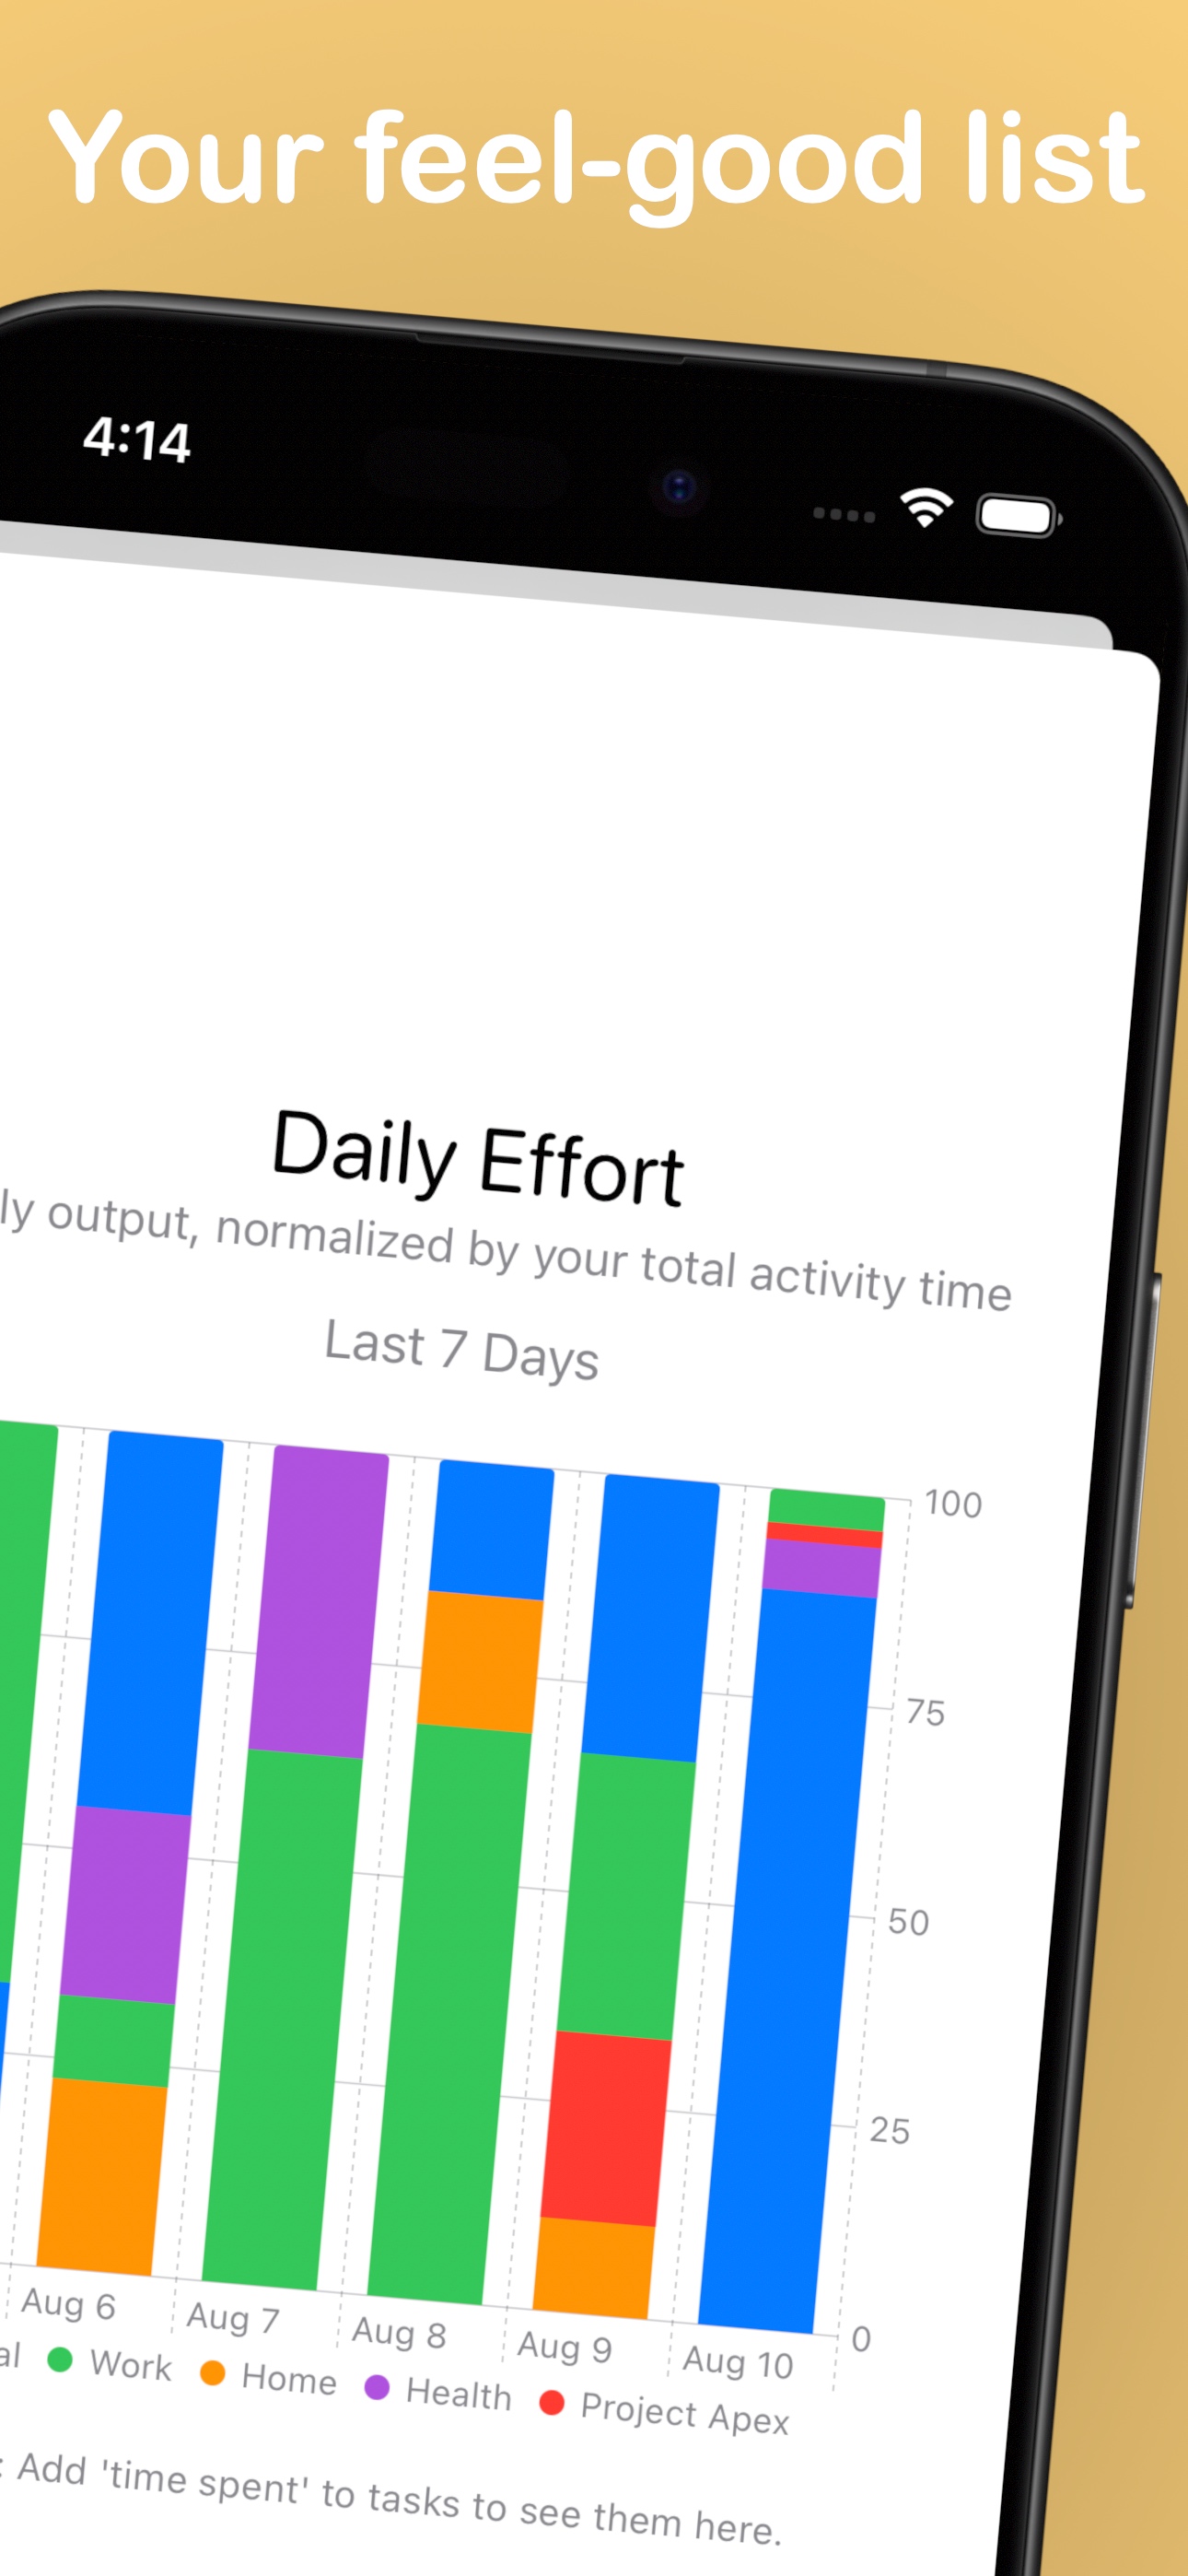 Your feel-good list
4:14
Daily Effort
ly output, normalized by your total activity time
Last 7 Days
100
75
50
25
0
Aug 6 Aug 7 Aug 8 Aug 9 Aug 10
al Work Home Health Project Apex
: Add 'time spent' to tasks to see them here.